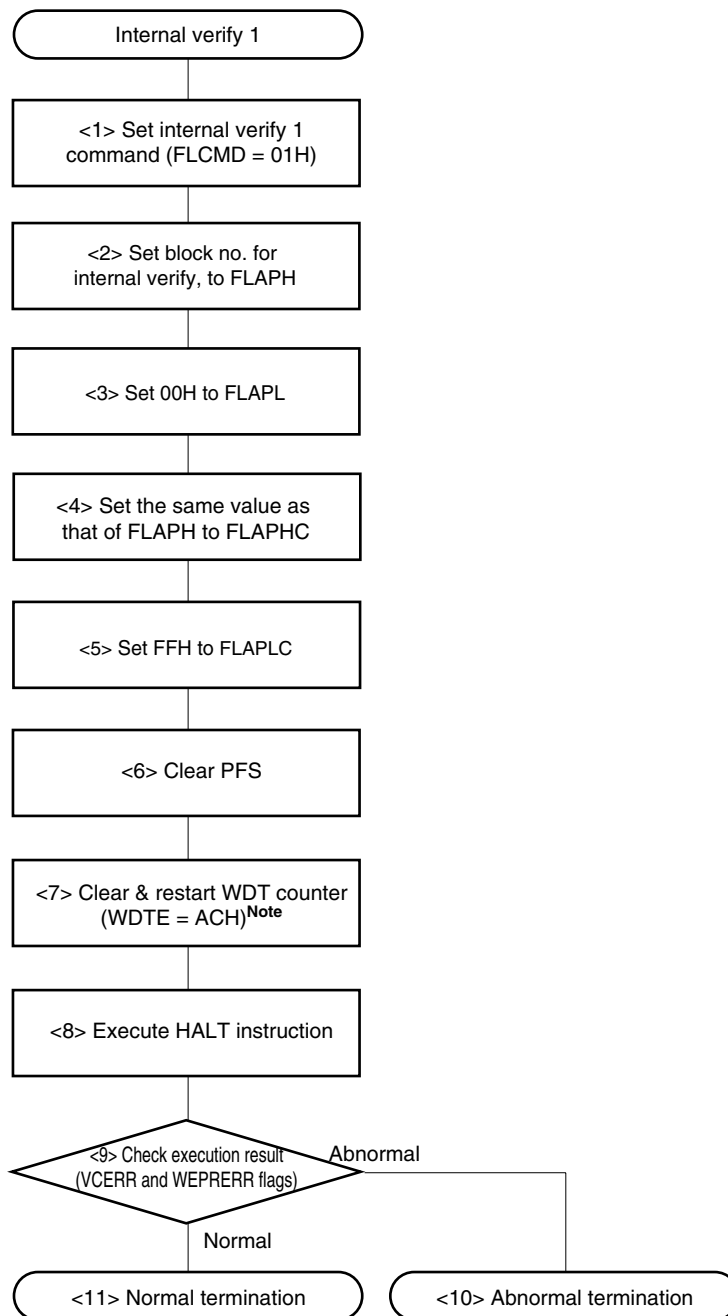 Internal verify 1
<1> Set internal verify 1
command (FLCMD = 01H)
<2> Set block no. for
internal verify, to FLAPH
<3> Set 00H to FLAPL
<4> Set the same value as
that of FLAPH to FLAPHC
<5> Set FFH to FLAPLC
<6> Clear PFS
<7> Clear & restart WDT counter
(WDTE = ACH)Note
<8> Execute HALT instruction
<9> Check execution result
(VCERR and WEPRERR flags)
Abnormal
Normal
<11> Normal termination
<10> Abnormal termination